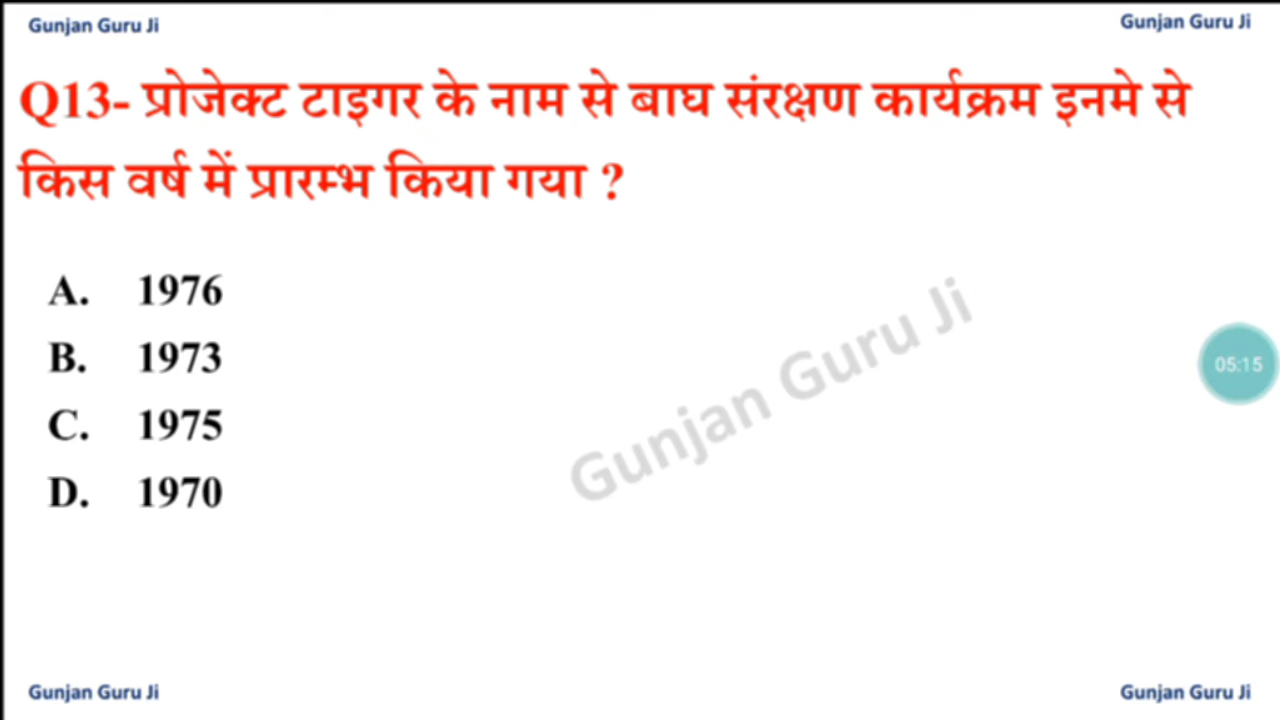 Gunjan Guru Ji
Gunjan Guru Ji
Q13- प्रोजेक्ट टाइगर के नाम से बाघ संरक्षण कार्यक्रम इनमे से
किस वर्ष में प्रारम्भ किया गया ?
A. 1976
B. 1973
C. 1975
D. 1970
Gunjan Guru Ji
05:15
Gunjan Guru Ji
Gunjan Guru Ji